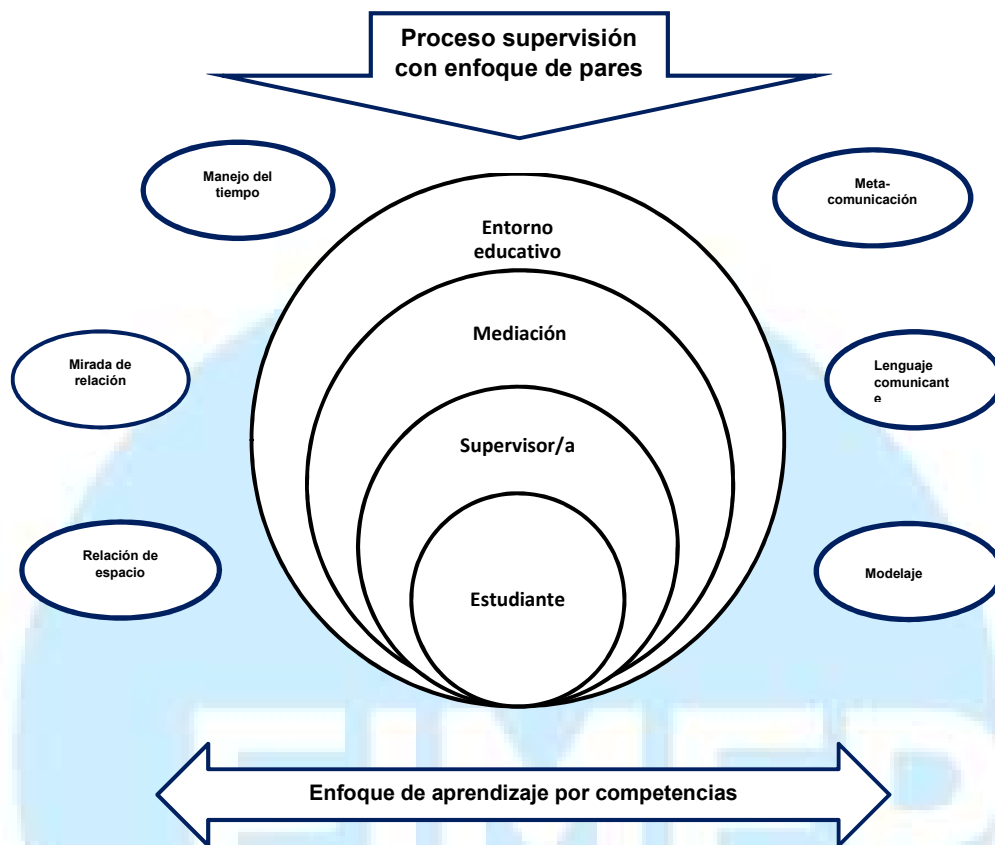 Proceso supervisión
con enfoque de pares
Manejo del
tiempo
Meta-
comunicación
Entorno
educativo
Mediación
Mirada de
relación
Lenguaje
comunicant
e
Supervisor/a
Relación de
espacio
Modelaje
Estudiante
Enfoque de aprendizaje por competencias